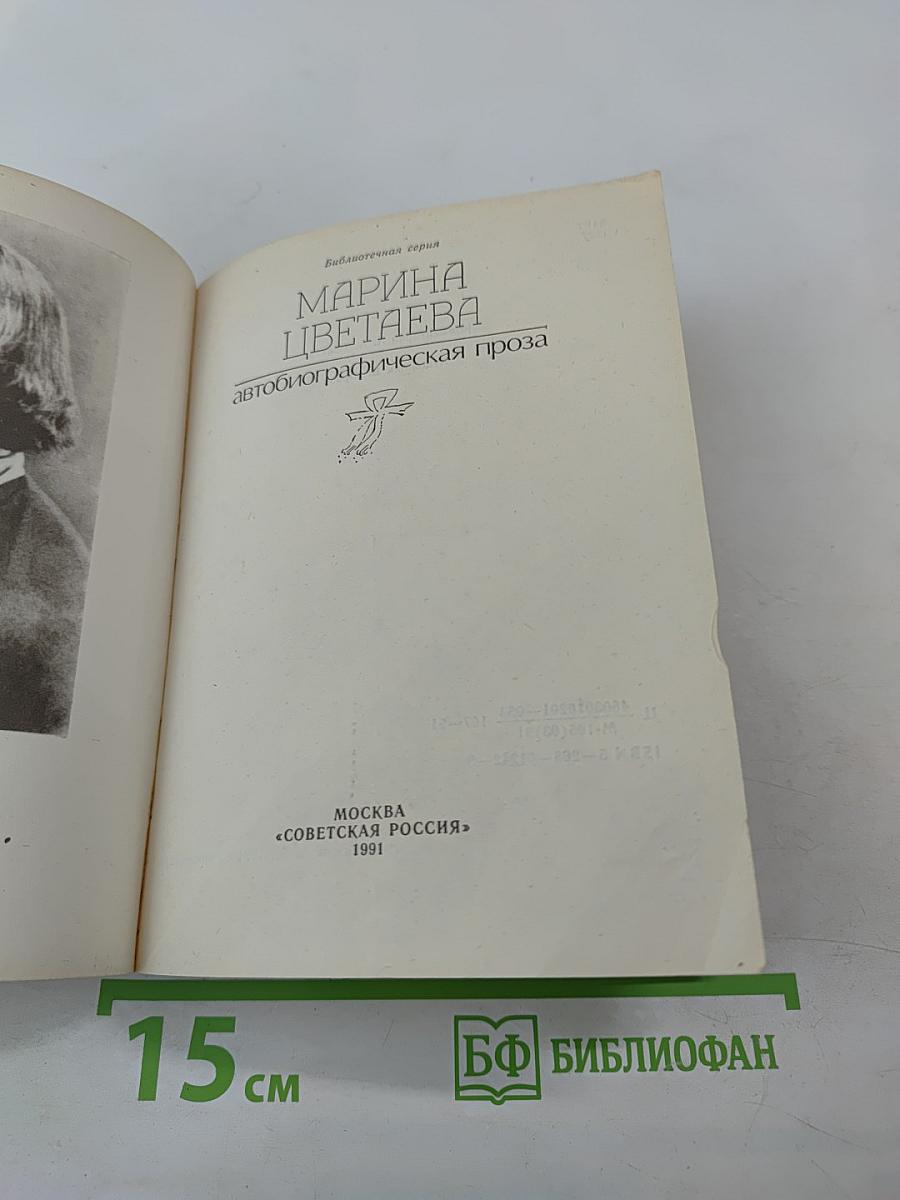 Библиотечная серия
МАРИНА
ЦВЕТАЕВА
автобиографическая проза
МОСКВА
«СОВЕТСКАЯ РОССИЯ»
1991
15 см
БФ БИБЛИОФАН